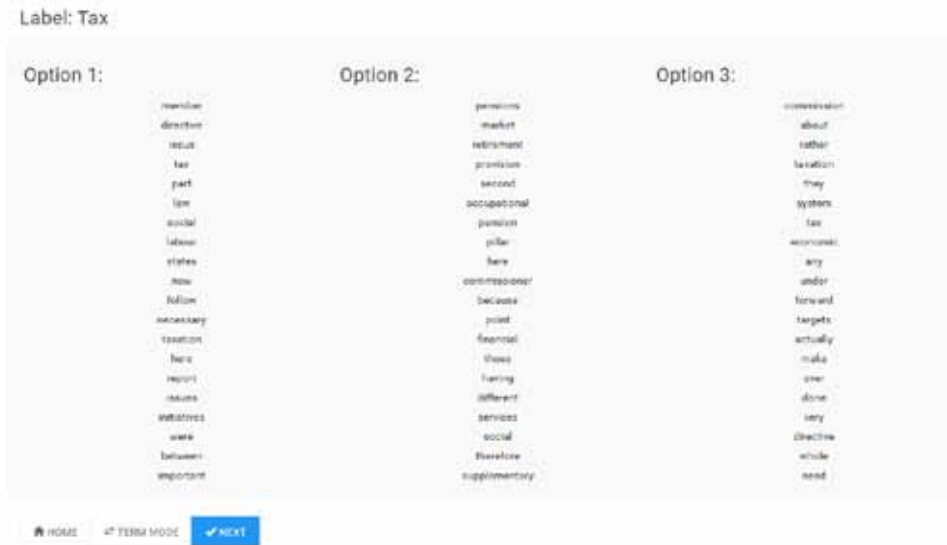 Label: Tax
Option 1:
member
directive
issue
tax
part
law
social
labour
states
now
follow
necessary
taxation
here
report
issues
initiatives
were
between
important
Option 2:
pensions
market
retirement
provision
second
occupational
pension
pillar
here
commissioner
because
point
financial
those
having
different
services
social
therefore
supplementary
Option 3:
commission
about
rather
taxation
they
system
tax
economic
any
under
forward
targets
actually
make
over
done
very
directive
whole
need
HOME
TERM MODE
NEXT